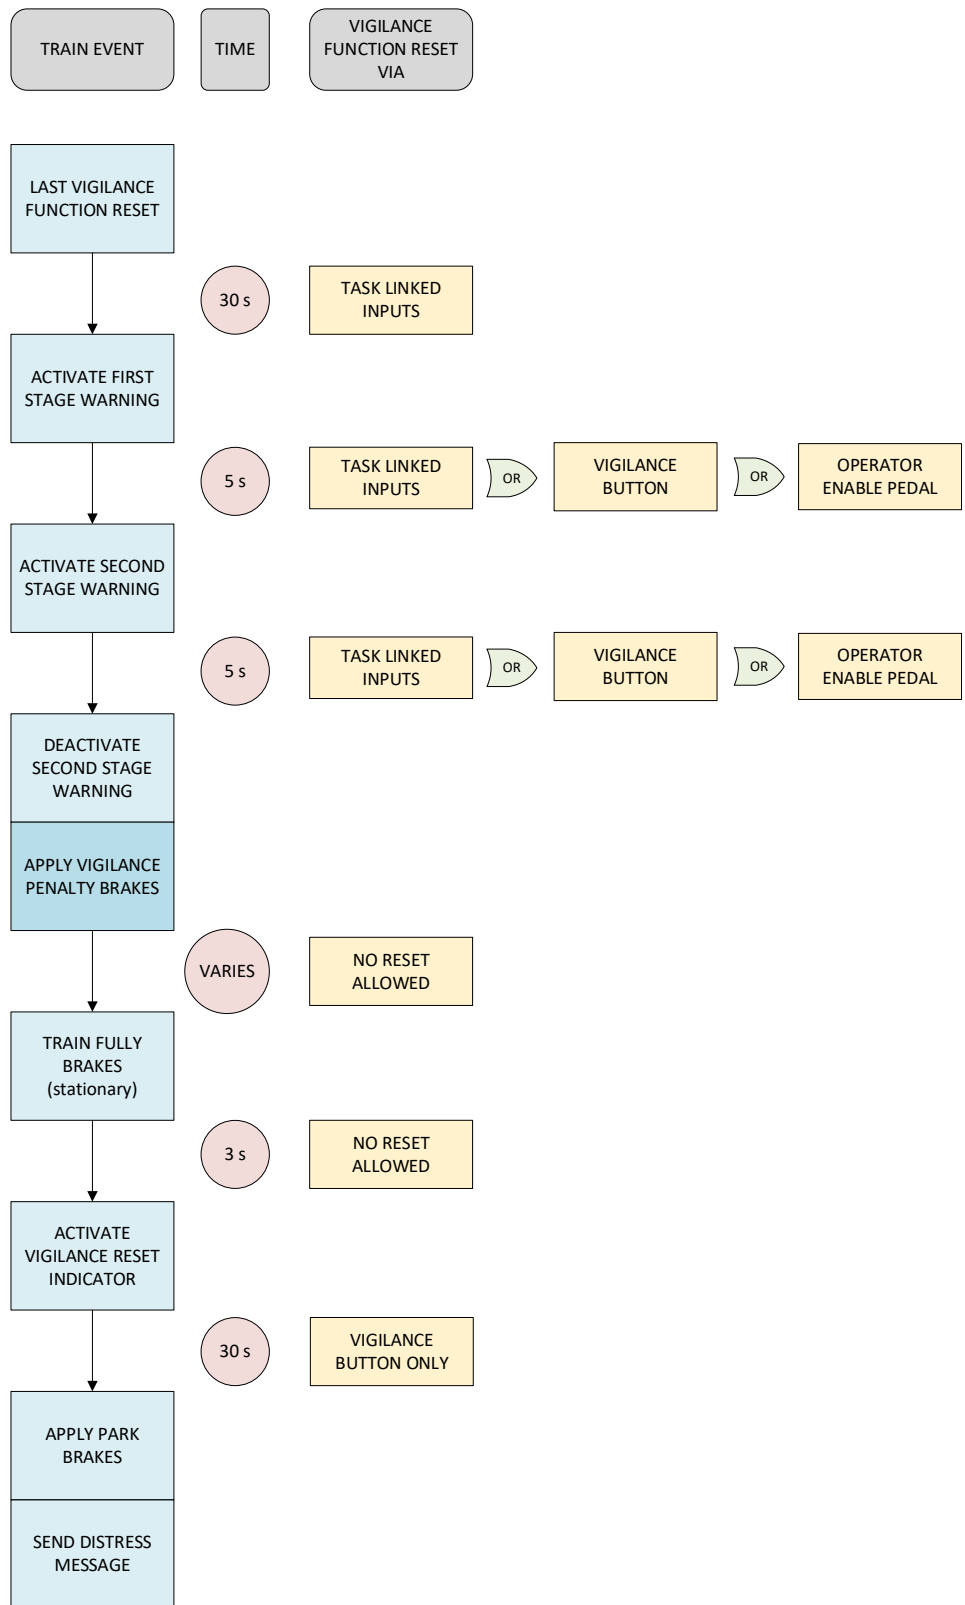 TRAIN EVENT
TIME
VIGILANCE
FUNCTION RESET
VIA
LAST VIGILANCE
FUNCTION RESET
30 s
TASK LINKED
INPUTS
ACTIVATE FIRST
STAGE WARNING
5 s
TASK LINKED
INPUTS
OR
VIGILANCE
BUTTON
OR
OPERATOR
ENABLE PEDAL
ACTIVATE SECOND
STAGE WARNING
5 s
TASK LINKED
INPUTS
OR
VIGILANCE
BUTTON
OR
OPERATOR
ENABLE PEDAL
DEACTIVATE
SECOND STAGE
WARNING
APPLY VIGILANCE
PENALTY BRAKES
VARIES
NO RESET
ALLOWED
TRAIN FULLY
BRAKES
(stationary)
3 s
NO RESET
ALLOWED
ACTIVATE
VIGILANCE RESET
INDICATOR
30 s
VIGILANCE
BUTTON ONLY
APPLY PARK
BRAKES
SEND DISTRESS
MESSAGE